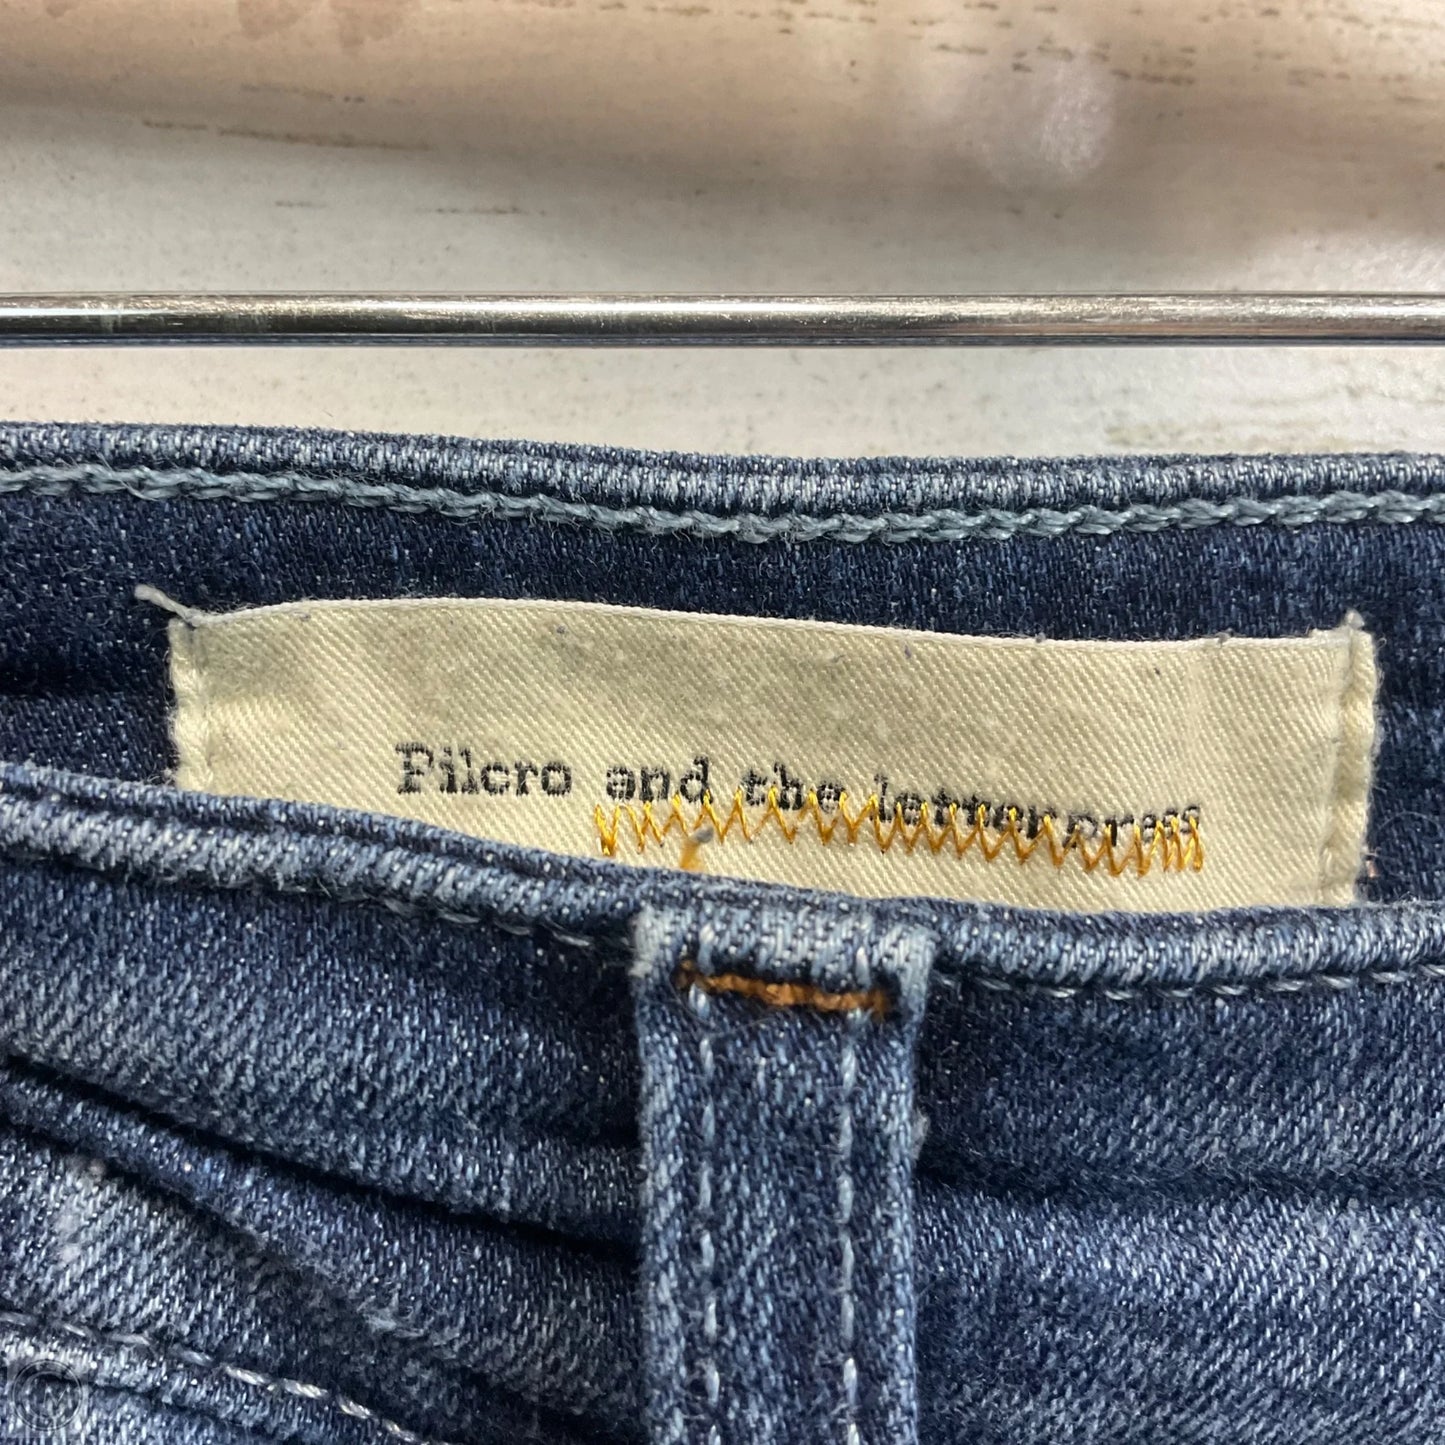 Pilcro and the letterpress